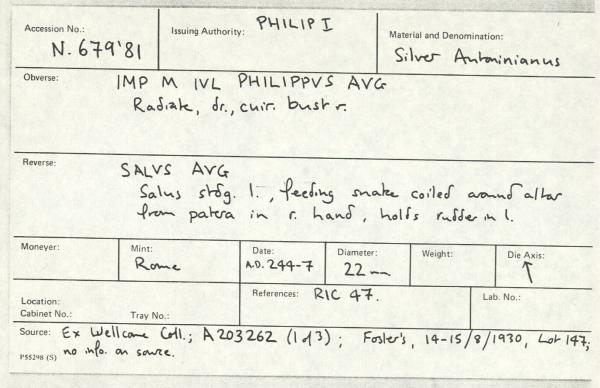 Accession No.: Issuing Authority: PHILIP I Material and Denomination:
N. 679'81 Silver Antoninianus
Obverse: IMP M IVL PHILIPPVS AVG
Radiate, dr., cuir. bust r.
Reverse: SALVS AVG
Salus stdg. l., feeding snake coiled around altar
from patera in r. hand, holds rudder in l.
Moneyer: Mint: Date: Diameter: Weight: Die Axis:
Rome A.D. 244-7 22 mm ↑
Location: References: RIC 47. Lab. No.:
Cabinet No.: Tray No.:
Source: Ex Wellcome Coll.; A203262 (1 of 3); Foster's, 14-15/8/1930, Lot 147;
PS5298 (S) no info. on source.